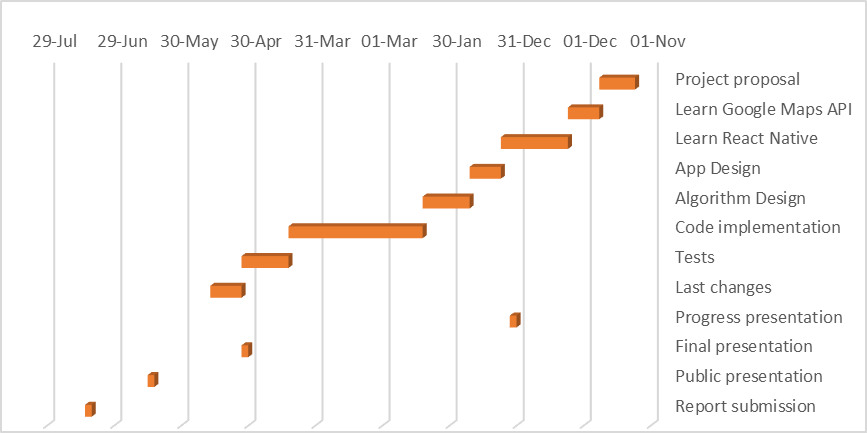 29-Jul 29-Jun 30-May 30-Apr 31-Mar 01-Mar 30-Jan 31-Dec 01-Dec 01-Nov
Project proposal
Learn Google Maps API
Learn React Native
App Design
Algorithm Design
Code implementation
Tests
Last changes
Progress presentation
Final presentation
Public presentation
Report submission